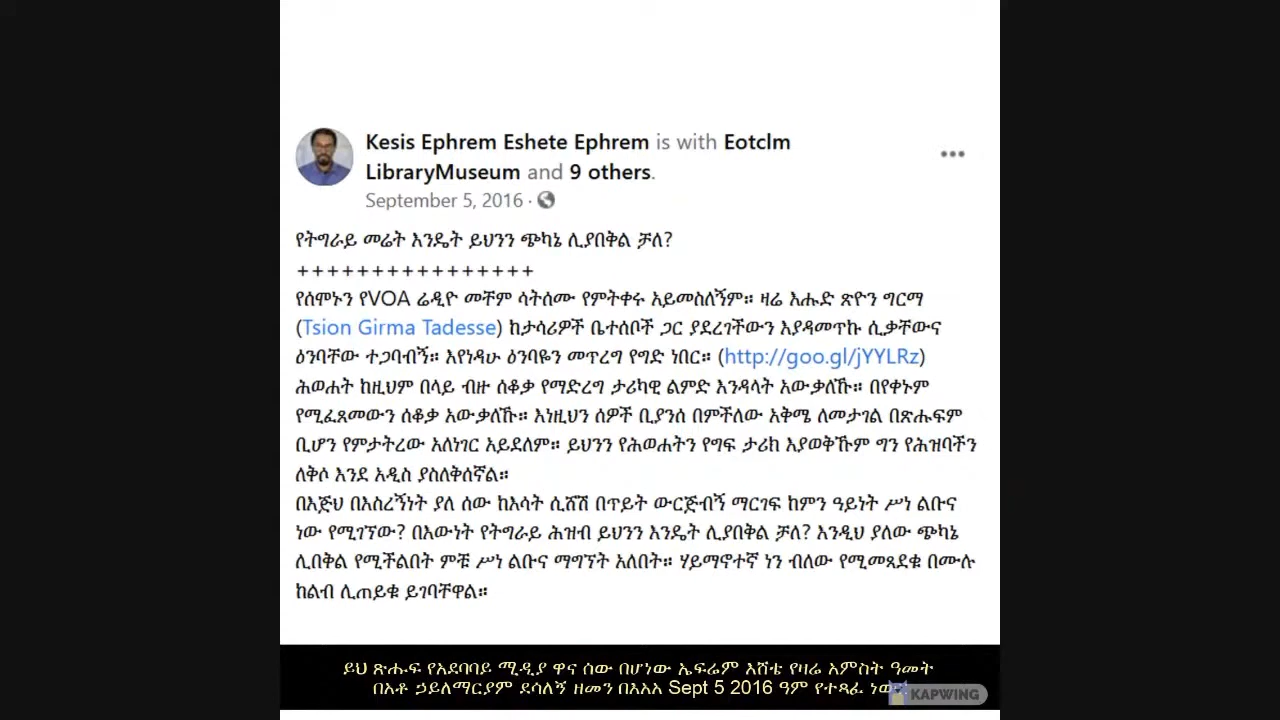 Kesis Ephrem Eshete Ephrem is with Eotclm
LibraryMuseum and 9 others.
September 5, 2016 ·
የትግራይ መሬት እንዴት ይህንን ጭካኔ ሊያበቅል ቻለ?
++++++++++++++++
የሰሞኑን የVOA ሬዲዮ መቸም ሳትሰሙ የምትቀሩ አይመስለኝም። ዛሬ እሑድ ጽዮን ግርማ
(Tsion Girma Tadesse) ከታሳሪዎች ቤተሰቦች ጋር ያደረገችውን እያዳመጥኩ ሲቃቸውና
ዕንባቸው ተጋባብኝ። እየነዳሁ ዕንባዬን መጥረግ የግድ ነበር። (http://goo.gl/jYYLRz)
ሕወሐት ከዚህም በላይ ብዙ ሰቆቃ የማድረግ ታሪካዊ ልምድ እንዳላት አውቃለኹ። በየቀኑም
የሚፈጸመውን ሰቆቃ አውቃለኹ። እነዚህን ሰዎች ቢያንሰ በምችለው አቅሜ ለመታገል በጽሑፍም
ቢሆን የምታትረው አለነገር አይደለም። ይህንን የሕወሐትን የግፍ ታሪክ እያወቅኹም ግን የሕዝባችን
ለቅሶ እንደ አዲስ ያስለቅሰኛል።
በእጅህ በእስረኝነት ያለ ሰው ከእሳት ሲሸሽ በጥይት ውርጅብኝ ማርገፍ ከምን ዓይነት ሥነ ልቡና
ነው የሚገኘው? በእውነት የትግራይ ሕዝብ ይህንን እንዴት ሊያበቅል ቻለ? እንዲህ ያለው ጭካኔ
ሊበቅል የሚችልበት ምቹ ሥነ ልቡና ማግኘት አለበት። ሃይማኖተኛ ነን ብለው የሚመጻደቁ በሙሉ
ከልብ ሊጠይቁ ይገባቸዋል።
ይህ ጽሑፍ የአደባባይ ሚዲያ ዋና ሰው በሆነው ኤፍሬም እሸቴ የዛሬ አምስት ዓመት
በአቶ ኃይለማርያም ደሳለኝ ዘመን በእአአ Sept 5 2016 ዓም የተጻፈ ነው
KAPWING